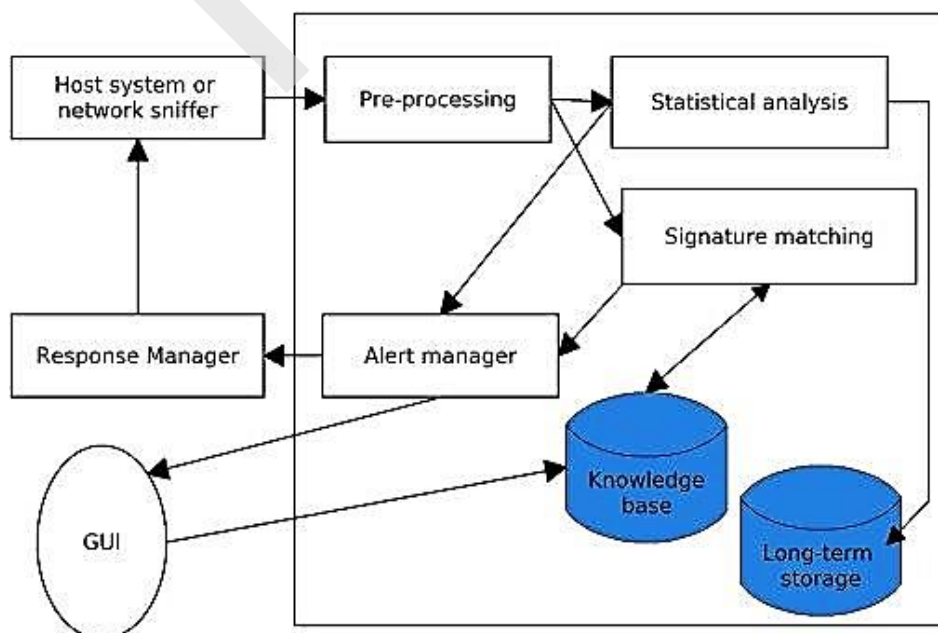 Host system or
network sniffer
Pre-processing
Statistical analysis
Signature matching
Response Manager
Alert manager
Knowledge
base
GUI
Long-term
storage